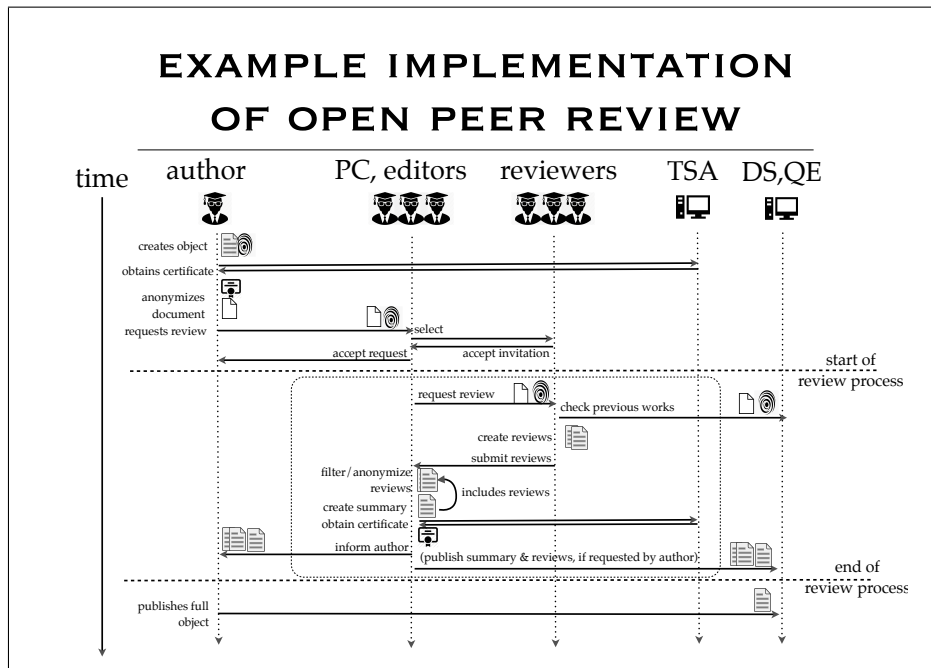 EXAMPLE IMPLEMENTATION
OF OPEN PEER REVIEW
time
author
PC, editors
reviewers
TSA
DS,QE
creates object
obtains certificate
anonymizes
document
requests review
select
accept request
accept invitation
start of
review process
request review
check previous works
create reviews
submit reviews
filter/anonymize
reviews
includes reviews
create summary
obtain certificate
inform author
(publish summary & reviews, if requested by author)
end of
review process
publishes full
object